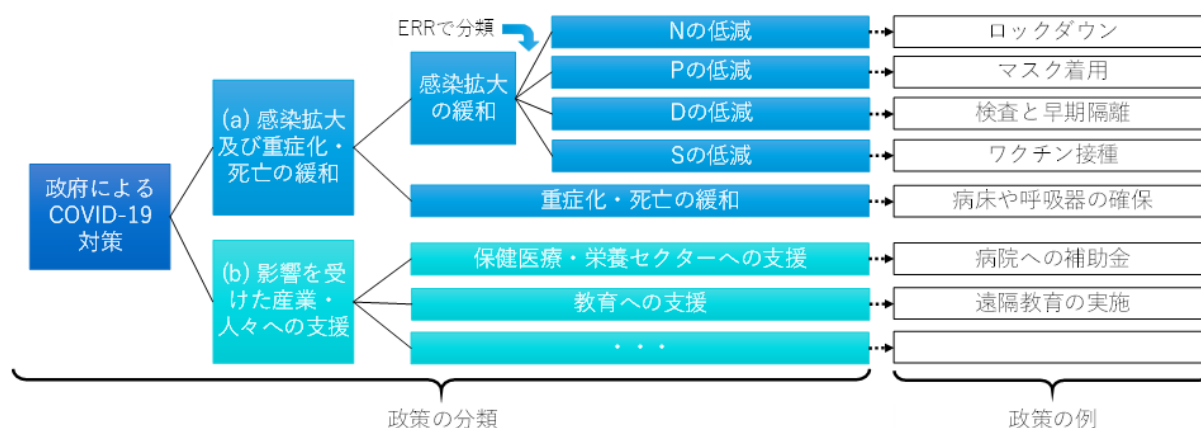 ERRで分類
政府による
COVID-19
対策
(a) 感染拡大
及び重症化・
死亡の緩和
感染拡大
の緩和
Nの低減
ロックダウン
Pの低減
マスク着用
Dの低減
検査と早期隔離
Sの低減
ワクチン接種
重症化・死亡の緩和
病床や呼吸器の確保
(b) 影響を受
けた産業・
人々への支援
保健医療・栄養セクターへの支援
病院への補助金
教育への支援
遠隔教育の実施
・・・
政策の分類
政策の例